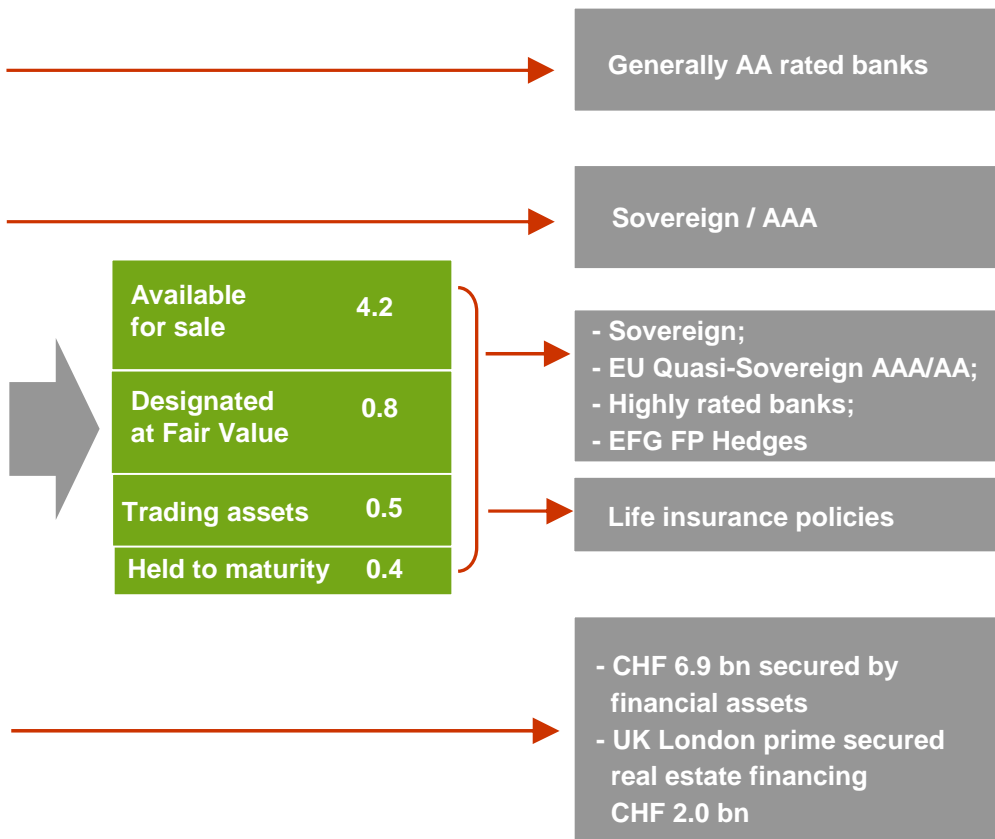 Generally AA rated banks
Sovereign / AAA
Available
for sale
4.2
Designated
at Fair Value
0.8
Trading assets
0.5
Held to maturity
0.4
- Sovereign;
- EU Quasi-Sovereign AAA/AA;
- Highly rated banks;
- EFG FP Hedges
Life insurance policies
- CHF 6.9 bn secured by
financial assets
- UK London prime secured
real estate financing
CHF 2.0 bn